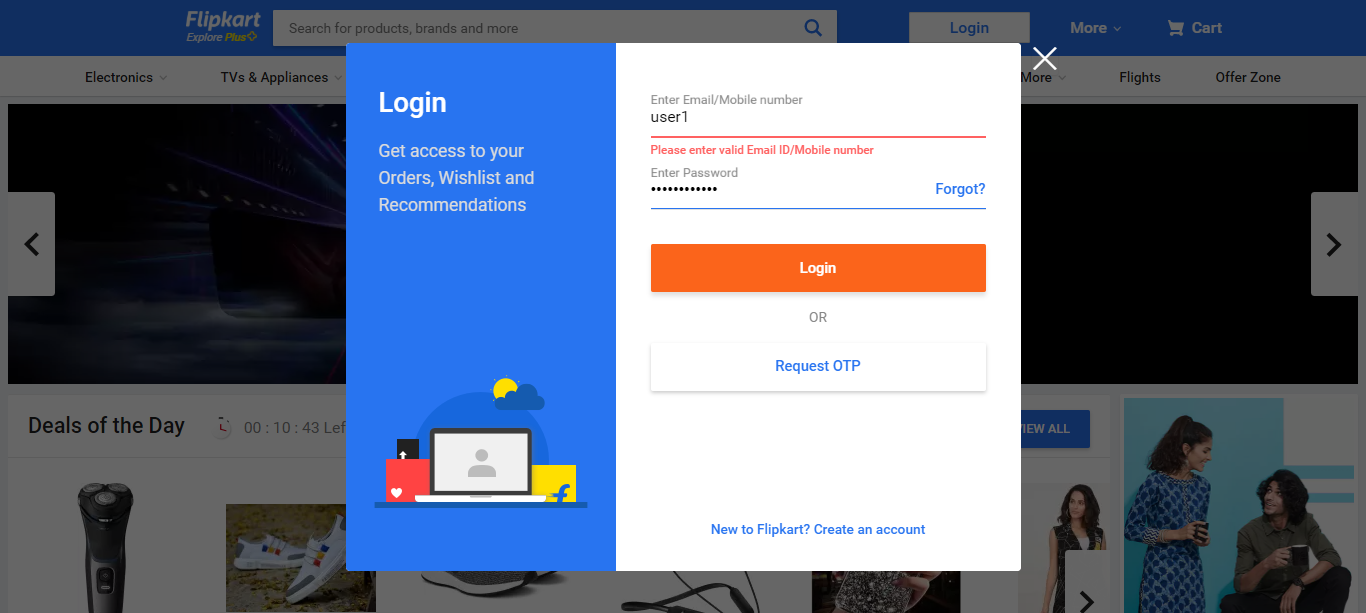 Flipkart
Explore Plus
Search for products, brands and more
Login
More
Cart
Electronics
TVs & Appliances
More
Flights
Offer Zone
Login
Get access to your
Orders, Wishlist and
Recommendations
Enter Email/Mobile number
user1
Please enter valid Email ID/Mobile number
Enter Password
••••••••••••
Forgot?
Login
OR
Request OTP
New to Flipkart? Create an account
Deals of the Day
00 : 10 : 43 Lef
IEW ALL
f